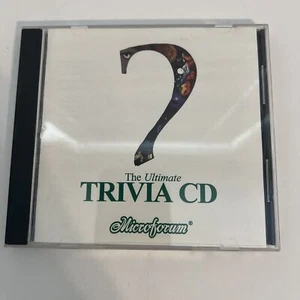 ?
The Ultimate
TRIVIA CD
Microforum®